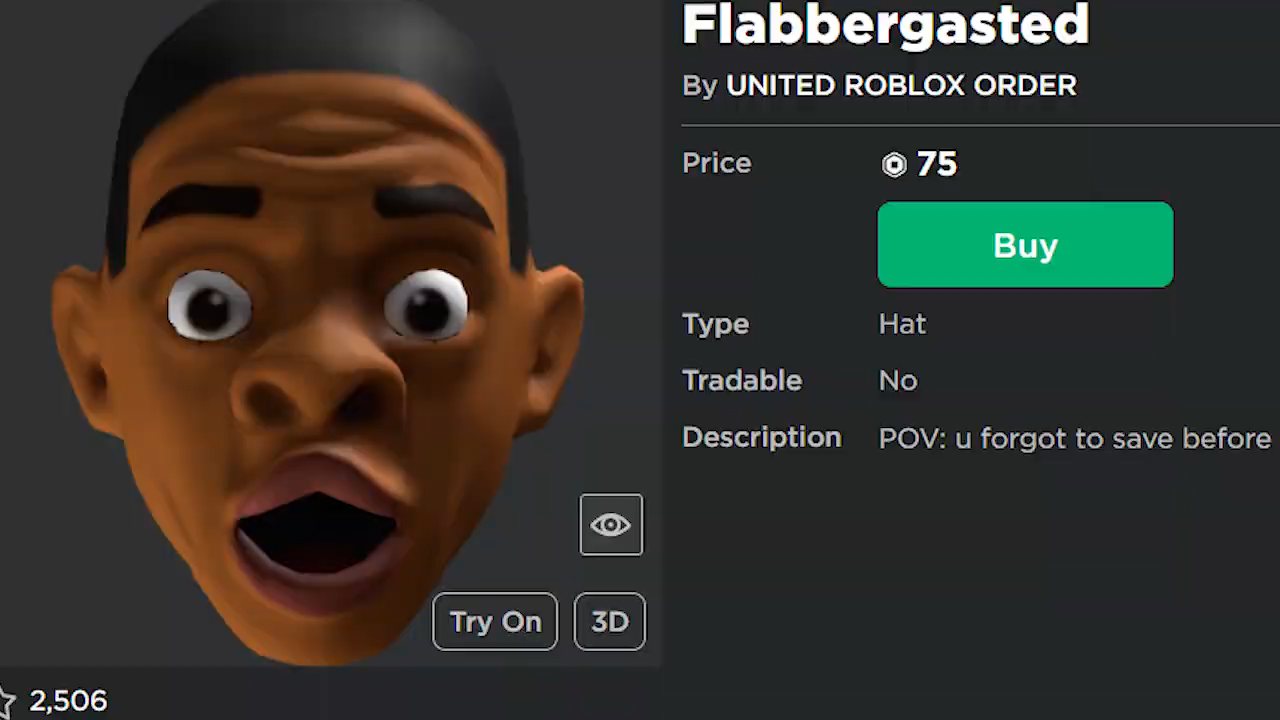 Flabbergasted
By UNITED ROBLOX ORDER
Price 75
Buy
Type Hat
Tradable No
Description POV: u forgot to save before
Try On 3D
2,506